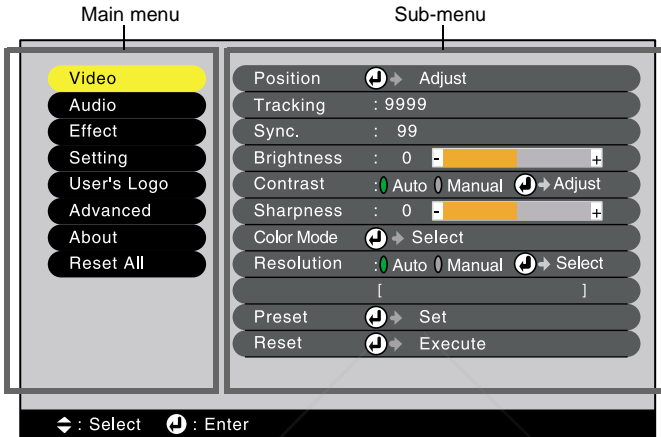 Main menu
Sub-menu
Video
Audio
Effect
Setting
User's Logo
Advanced
About
Reset All
Position Adjust
Tracking : 9999
Sync. : 99
Brightness : 0 - +
Contrast : Auto Manual Adjust
Sharpness : 0 - +
Color Mode Select
Resolution : Auto Manual Select
[ ]
Preset Set
Reset Execute
: Select : Enter